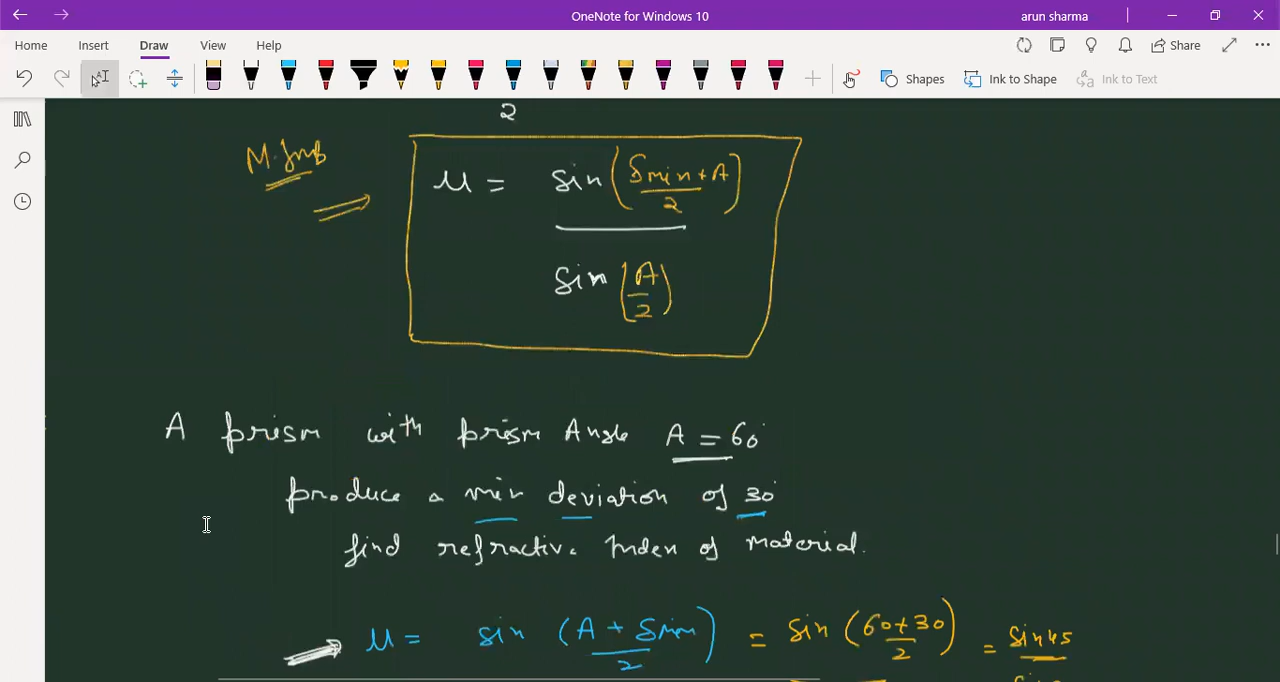 OneNote for Windows 10
arun sharma
Home Insert Draw View Help
Share
Shapes Ink to Shape Ink to Text
2
M. Imp
μ = sin (δmin + A / 2)
sin (A / 2)
A prism with prism Angle A = 60°
produce a min deviation of 30°
find refractive Index of material.
μ = sin (A + δmin / 2) = sin (60+30 / 2) = sin 45